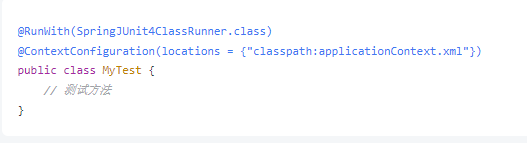 @RunWith(SpringJUnit4ClassRunner.class)
@ContextConfiguration(locations = {"classpath:applicationContext.xml"})
public class MyTest {
    // 测试方法
}